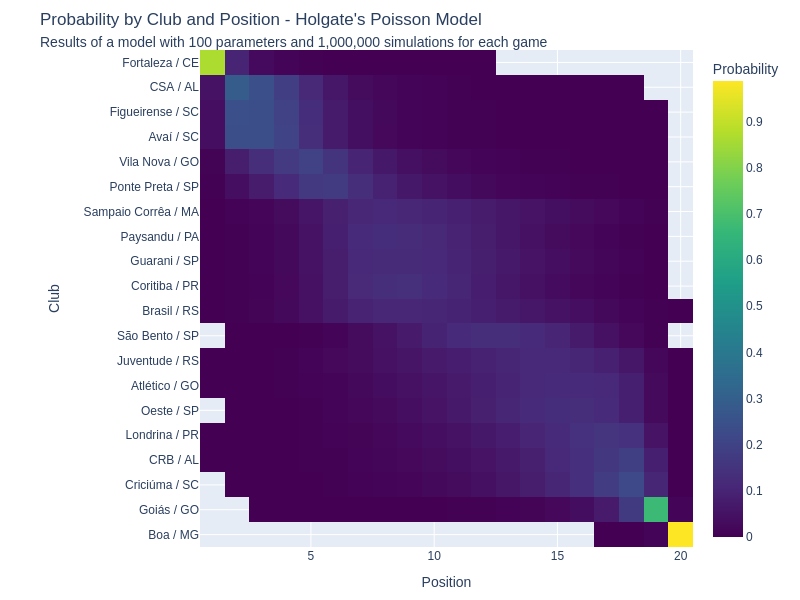 Probability by Club and Position - Holgate's Poisson Model
Results of a model with 100 parameters and 1,000,000 simulations for each game
Probability
Fortaleza / CE
CSA / AL
Figueirense / SC
Avaí / SC
Vila Nova / GO
Ponte Preta / SP
Sampaio Corrêa / MA
Paysandu / PA
Guarani / SP
Coritiba / PR
Brasil / RS
São Bento / SP
Juventude / RS
Atlético / GO
Oeste / SP
Londrina / PR
CRB / AL
Criciúma / SC
Goiás / GO
Boa / MG
Club
5
10
15
20
Position
0.9
0.8
0.7
0.6
0.5
0.4
0.3
0.2
0.1
0